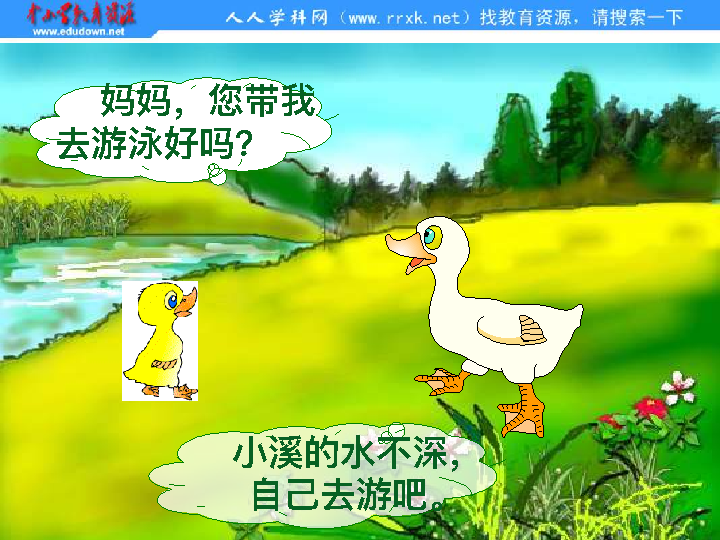 中小学教育资源
www.edudown.net
人人学科网（www.rrxk.net）找教育资源，请搜索一下
妈妈，您带我
去游泳好吗？
小溪的水不深，
自己去游吧。